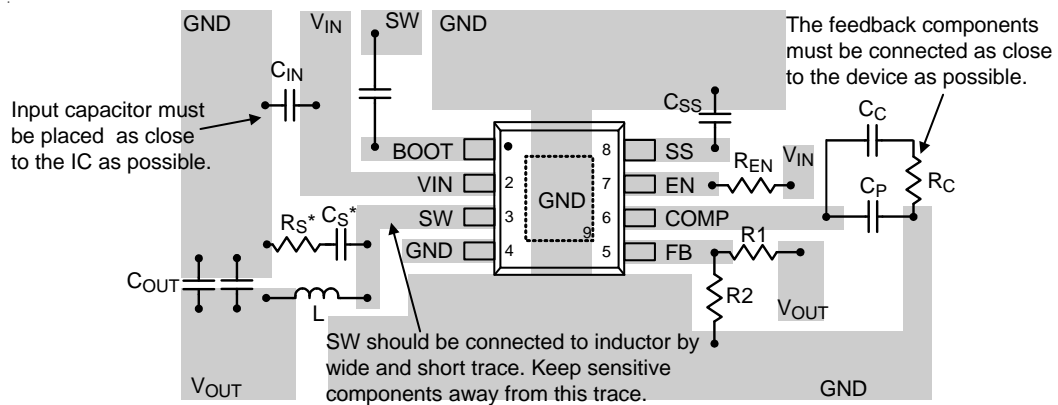 GND
VIN
SW
GND
The feedback components
must be connected as close
to the device as possible.
CIN
Input capacitor must
be placed as close
to the IC as possible.
CSS
CC
BOOT
8
SS
REN
VIN
RC
VIN
2
GND
7
EN
CP
SW
3
6
COMP
RS*
CS*
GND
4
9
5
FB
R1
COUT
R2
VOUT
L
SW should be connected to inductor by
wide and short trace. Keep sensitive
components away from this trace.
VOUT
GND